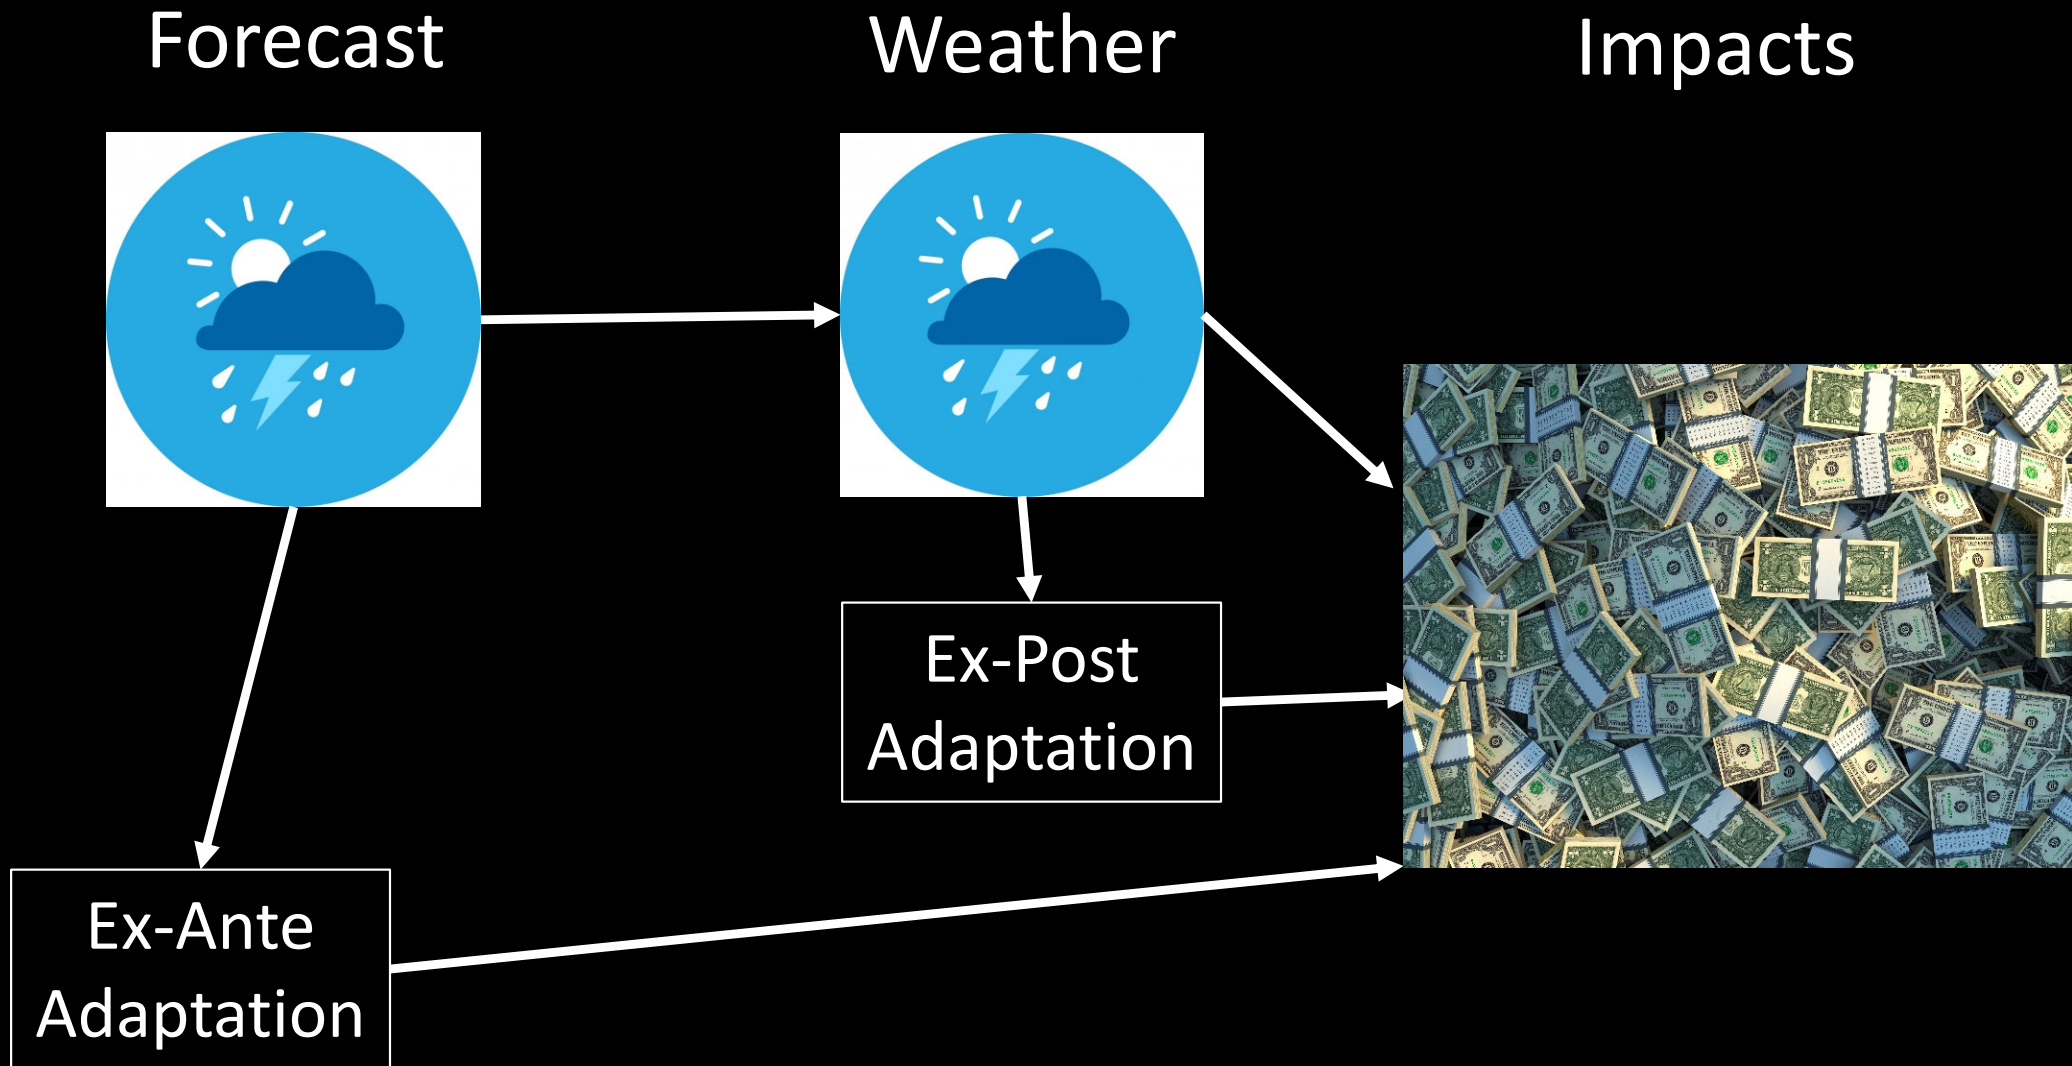 Forecast
Weather
Impacts
Ex-Post
Adaptation
Ex-Ante
Adaptation